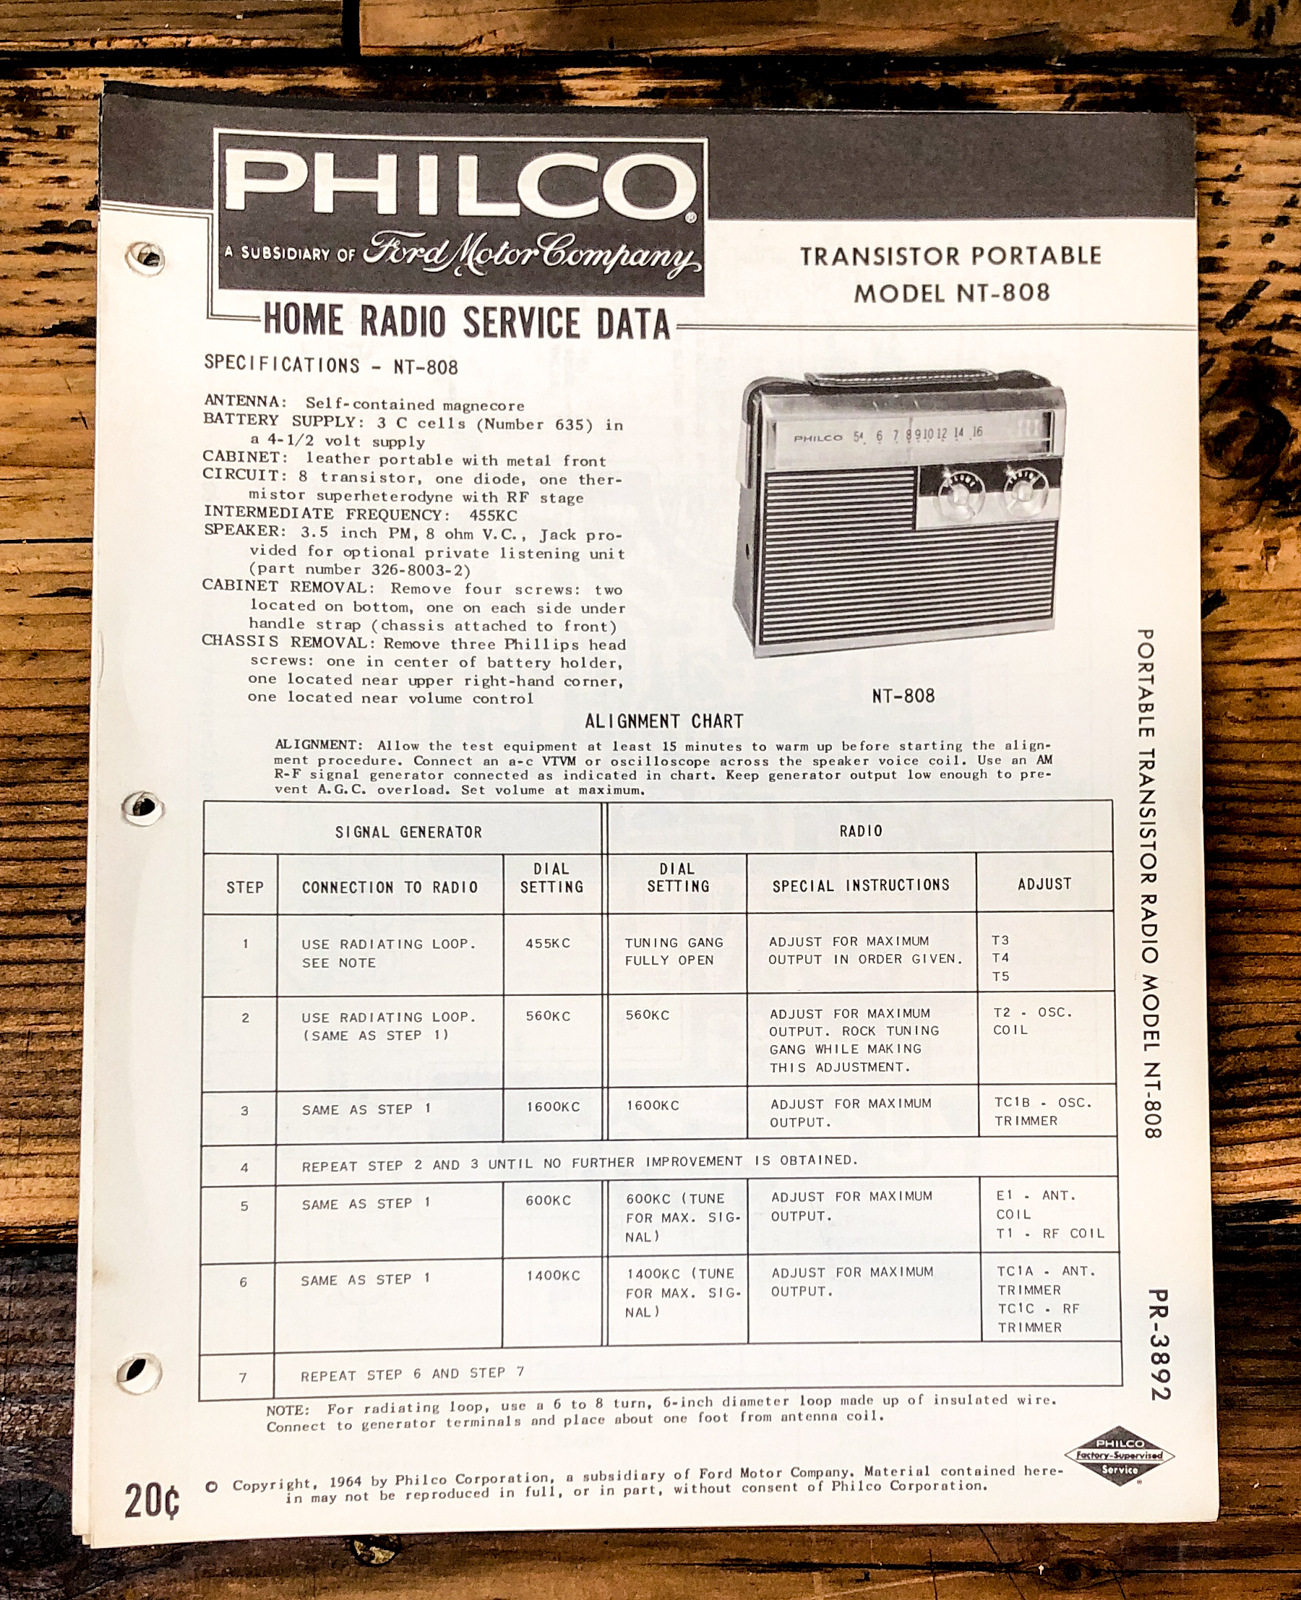 PHILCO®
A SUBSIDIARY OF Ford Motor Company,
HOME RADIO SERVICE DATA
TRANSISTOR PORTABLE
MODEL NT-808
SPECIFICATIONS - NT-808
ANTENNA: Self-contained magnecore
BATTERY SUPPLY: 3 C cells (Number 635) in
a 4-1/2 volt supply
CABINET: leather portable with metal front
CIRCUIT: 8 transistor, one diode, one ther-
mistor superheterodyne with RF stage
INTERMEDIATE FREQUENCY: 455KC
SPEAKER: 3.5 inch PM, 8 ohm V.C., Jack pro-
vided for optional private listening unit
(part number 326-8003-2)
CABINET REMOVAL: Remove four screws: two
located on bottom, one on each side under
handle strap (chassis attached to front)
CHASSIS REMOVAL: Remove three Phillips head
screws: one in center of battery holder,
one located near upper right-hand corner,
one located near volume control
PHILCO 54 6 7 8 9 10 12 14 16
NT-808
ALIGNMENT CHART
ALIGNMENT: Allow the test equipment at least 15 minutes to warm up before starting the align-
ment procedure. Connect an a-c VTVM or oscilloscope across the speaker voice coil. Use an AM
R-F signal generator connected as indicated in chart. Keep generator output low enough to pre-
vent A.G.C. overload. Set volume at maximum.
SIGNAL GENERATOR RADIO
STEP CONNECTION TO RADIO DIAL SETTING DIAL SETTING SPECIAL INSTRUCTIONS ADJUST
1 USE RADIATING LOOP. 455KC TUNING GANG ADJUST FOR MAXIMUM T3
SEE NOTE FULLY OPEN OUTPUT IN ORDER GIVEN. T4
T5
2 USE RADIATING LOOP. 560KC 560KC ADJUST FOR MAXIMUM T2 - OSC.
(SAME AS STEP 1) OUTPUT. ROCK TUNING COIL
GANG WHILE MAKING
THIS ADJUSTMENT.
3 SAME AS STEP 1 1600KC 1600KC ADJUST FOR MAXIMUM TC1B - OSC.
OUTPUT. TRIMMER
4 REPEAT STEP 2 AND 3 UNTIL NO FURTHER IMPROVEMENT IS OBTAINED.
5 SAME AS STEP 1 600KC 600KC (TUNE ADJUST FOR MAXIMUM E1 - ANT.
FOR MAX. SIG- OUTPUT. COIL
NAL) T1 - RF COIL
6 SAME AS STEP 1 1400KC 1400KC (TUNE ADJUST FOR MAXIMUM TC1A - ANT.
FOR MAX. SIG- OUTPUT. TRIMMER
NAL) TC1C - RF
TRIMMER
7 REPEAT STEP 6 AND STEP 7
NOTE: For radiating loop, use a 6 to 8 turn, 6-inch diameter loop made up of insulated wire.
Connect to generator terminals and place about one foot from antenna coil.
PORTABLE TRANSISTOR RADIO MODEL NT-808
PR-3892
PHILCO
Factory-Supervised
Service
20¢
© Copyright, 1964 by Philco Corporation, a subsidiary of Ford Motor Company. Material contained here-
in may not be reproduced in full, or in part, without consent of Philco Corporation.